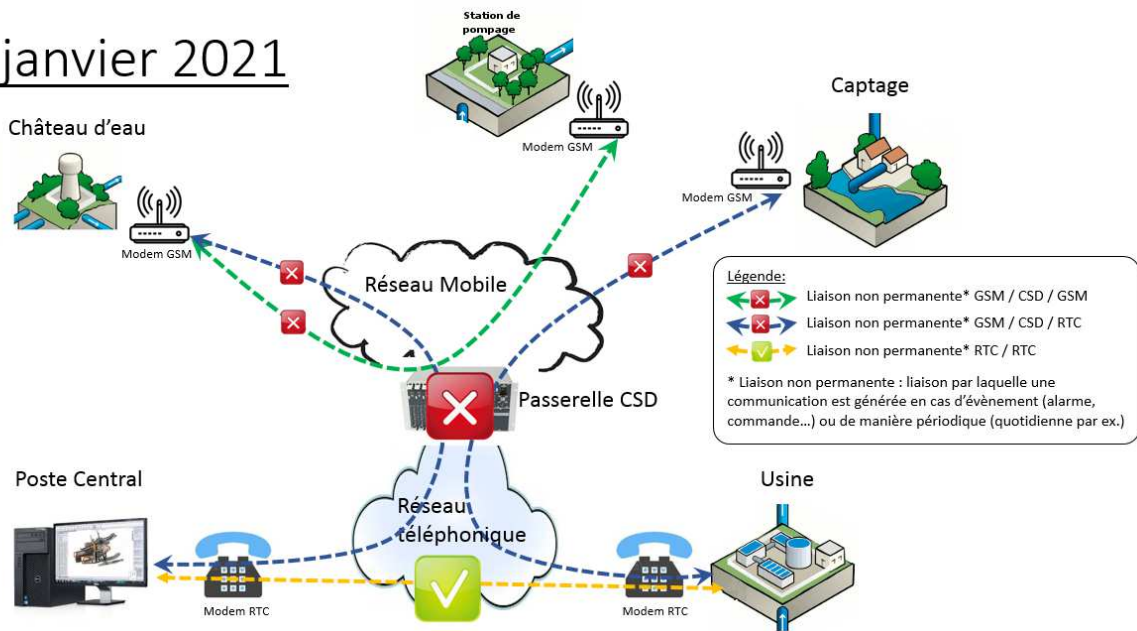 janvier 2021
Station de
pompage
Modem GSM
Captage
Modem GSM
Château d'eau
Modem GSM
Réseau Mobile
Légende:
Liaison non permanente* GSM / CSD / GSM
Liaison non permanente* GSM / CSD / RTC
Liaison non permanente* RTC / RTC
* Liaison non permanente : liaison par laquelle une
communication est générée en cas d'évènement (alarme,
commande...) ou de manière périodique (quotidienne par ex.)
Passerelle CSD
Poste Central
Réseau
téléphonique
Usine
Modem RTC
Modem RTC